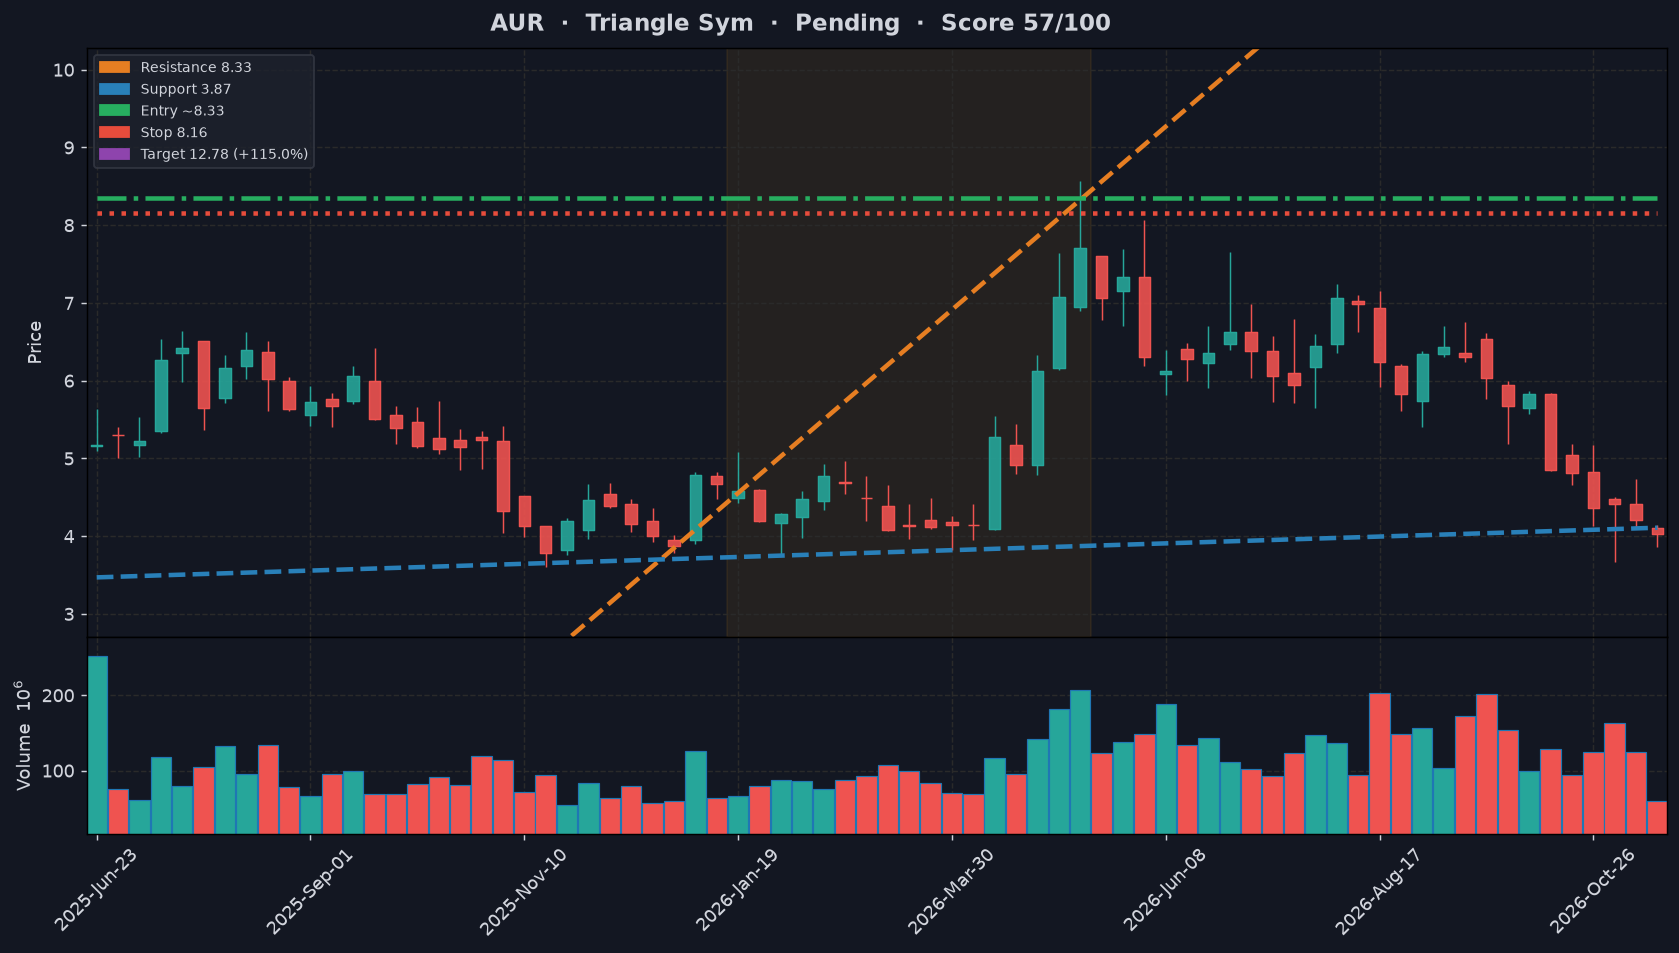 AUR · Triangle Sym · Pending · Score 57/100
Resistance 8.33
Support 3.87
Entry ~8.33
Stop 8.16
Target 12.78 (+115.0%)
10
9
8
7
6
5
4
3
Price
200
100
Volume 10⁶
2025-Jun-23
2025-Sep-01
2025-Nov-10
2026-Jan-19
2026-Mar-30
2026-Jun-08
2026-Aug-17
2026-Oct-26